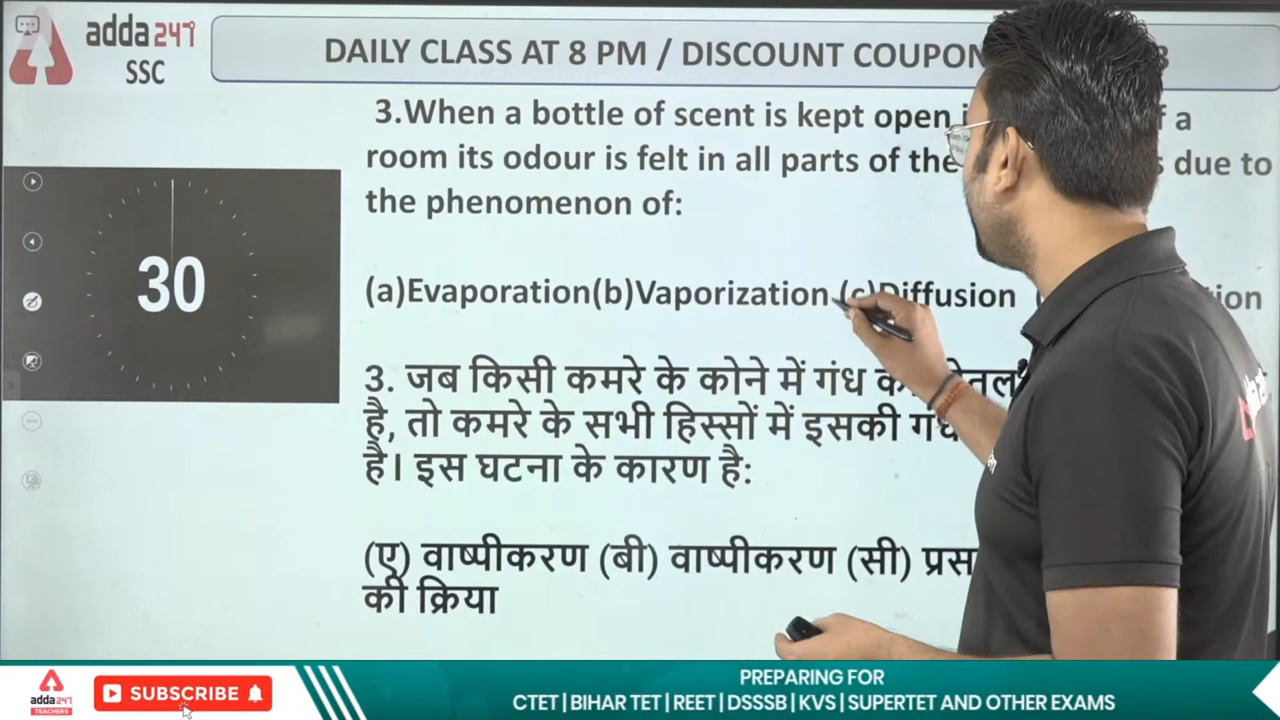 adda247
SSC
DAILY CLASS AT 8 PM / DISCOUNT COUPON
3.When a bottle of scent is kept open f a
room its odour is felt in all parts of the due to
the phenomenon of:
30
(a)Evaporation(b)Vaporization (c)Diffusion
3. जब किसी कमरे के कोने में गंध
है, तो कमरे के सभी हिस्सों में इसकी
है। इस घटना के कारण है:
(ए) वाष्पीकरण (बी) वाष्पीकरण (सी)
की क्रिया
adda247
TEACHERS
SUBSCRIBE
PREPARING FOR
CTET | BIHAR TET | REET | DSSSB | KVS | SUPERTET AND OTHER EXAMS